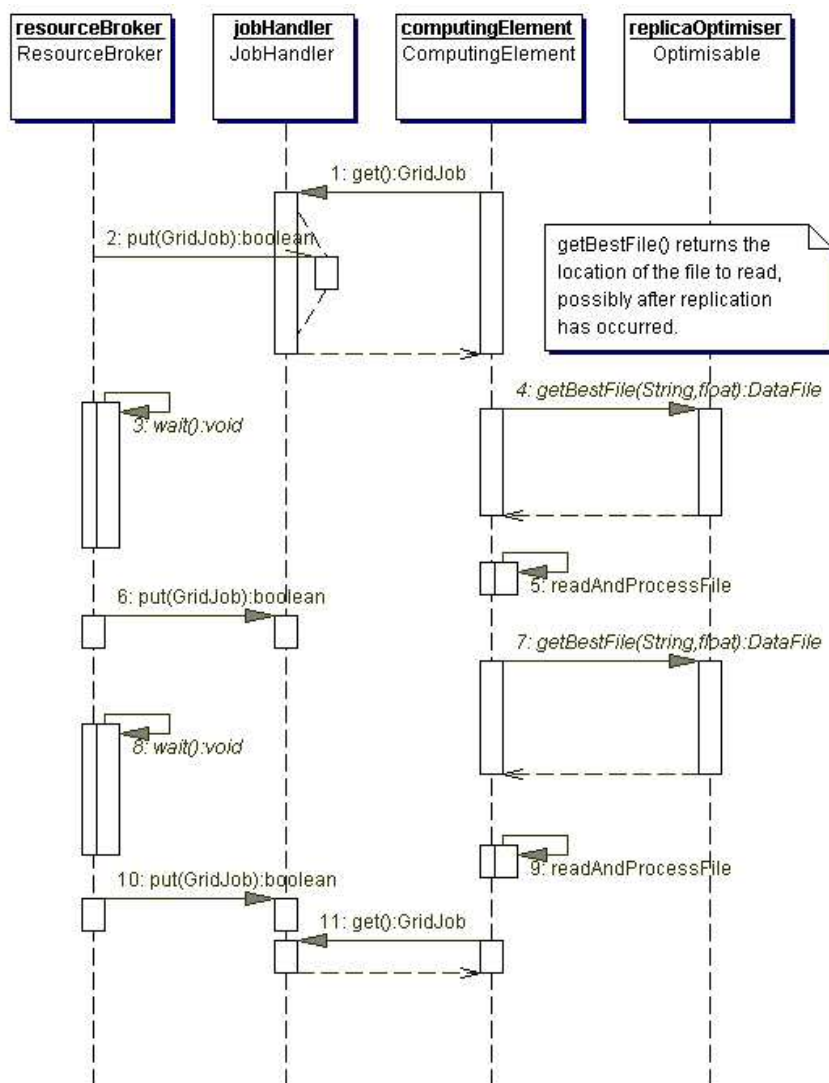 resourceBroker
ResourceBroker
jobHandler
JobHandler
computingElement
ComputingElement
replicaOptimiser
Optimisable
1: get():GridJob
2: put(GridJob):boolean
getBestFile() returns the
location of the file to read,
possibly after replication
has occurred.
3: wait():void
4: getBestFile(String,float):DataFile
5: readAndProcessFile
6: put(GridJob):boolean
7: getBestFile(String,float):DataFile
8: wait():void
9: readAndProcessFile
10: put(GridJob):boolean
11: get():GridJob